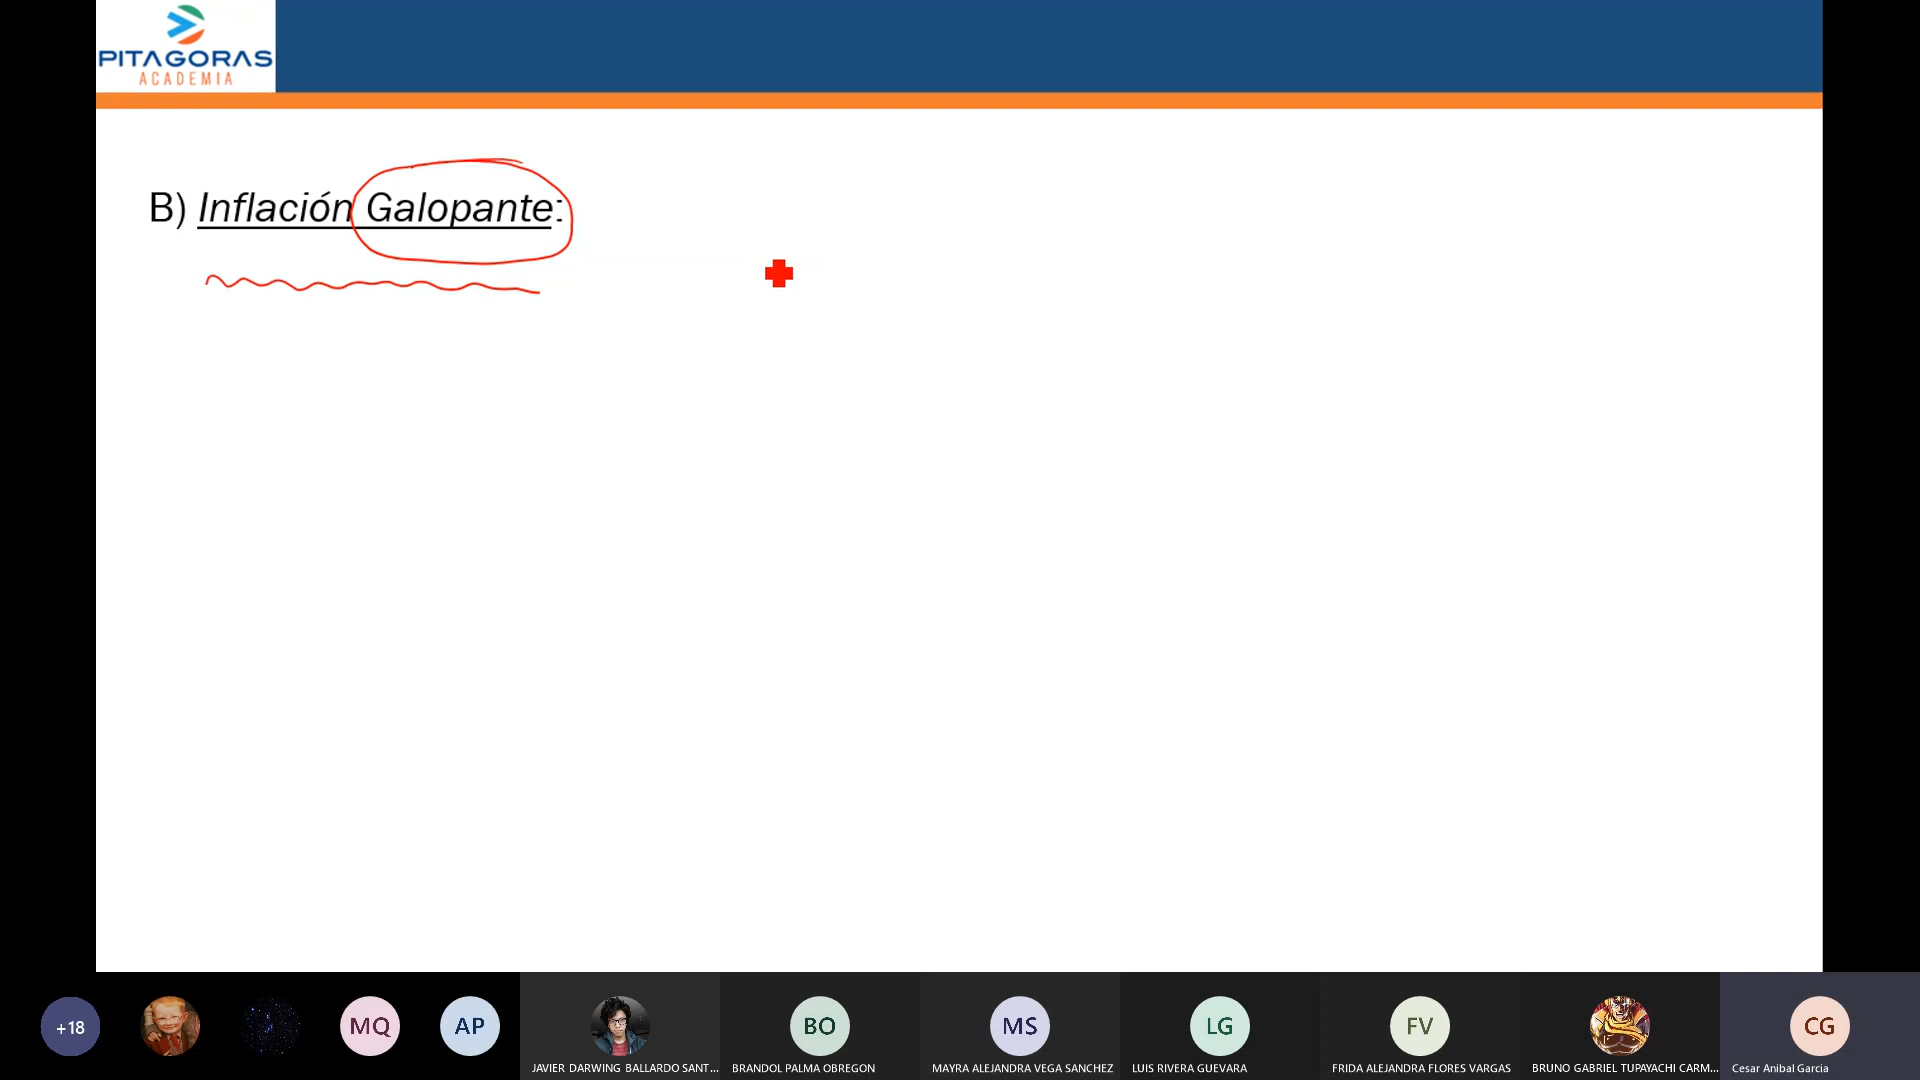 PITAGORAS
ACADEMIA
B) Inflación Galopante:
+18
MQ
AP
BO
MS
LG
FV
CG
JAVIER DARWING BALLARDO SANT...
BRANDOL PALMA OBREGON
MAYRA ALEJANDRA VEGA SANCHEZ
LUIS RIVERA GUEVARA
FRIDA ALEJANDRA FLORES VARGAS
BRUNO GABRIEL TUPAYACHI CARM...
Cesar Anibal Garcia